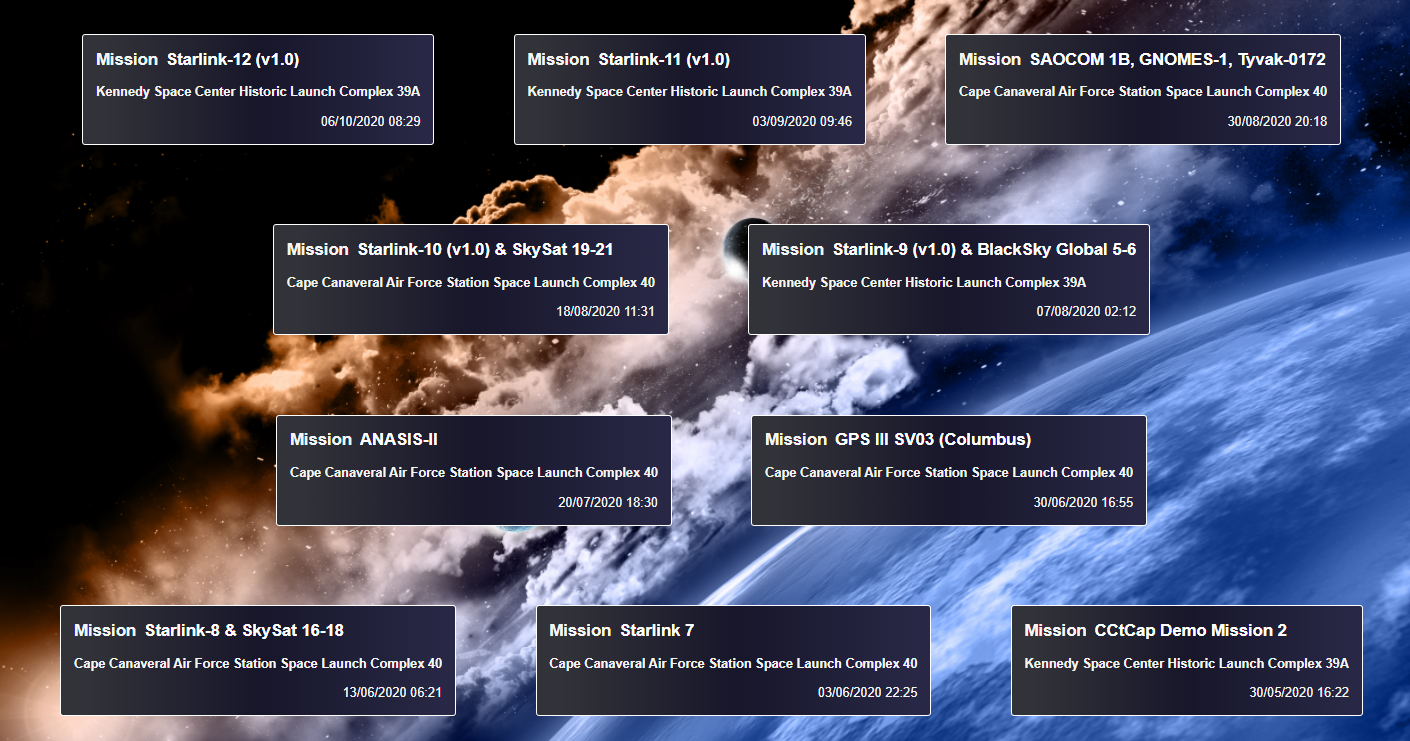 Mission Starlink-12 (v1.0)
Kennedy Space Center Historic Launch Complex 39A
06/10/2020 08:29
Mission Starlink-11 (v1.0)
Kennedy Space Center Historic Launch Complex 39A
03/09/2020 09:46
Mission SAOCOM 1B, GNOMES-1, Tyvak-0172
Cape Canaveral Air Force Station Space Launch Complex 40
30/08/2020 20:18
Mission Starlink-10 (v1.0) & SkySat 19-21
Cape Canaveral Air Force Station Space Launch Complex 40
18/08/2020 11:31
Mission Starlink-9 (v1.0) & BlackSky Global 5-6
Kennedy Space Center Historic Launch Complex 39A
07/08/2020 02:12
Mission ANASIS-II
Cape Canaveral Air Force Station Space Launch Complex 40
20/07/2020 18:30
Mission GPS III SV03 (Columbus)
Cape Canaveral Air Force Station Space Launch Complex 40
30/06/2020 16:55
Mission Starlink-8 & SkySat 16-18
Cape Canaveral Air Force Station Space Launch Complex 40
13/06/2020 06:21
Mission Starlink 7
Cape Canaveral Air Force Station Space Launch Complex 40
03/06/2020 22:25
Mission CCtCap Demo Mission 2
Kennedy Space Center Historic Launch Complex 39A
30/05/2020 16:22